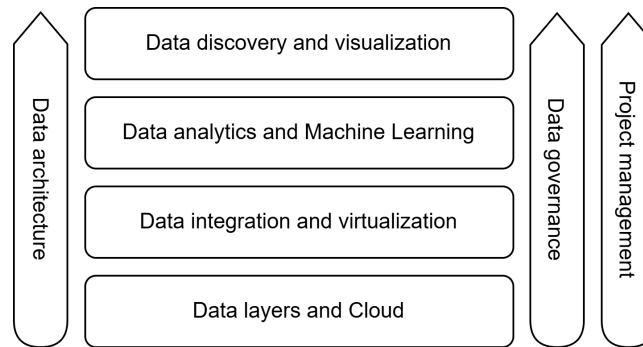 Data discovery and visualization
Data analytics and Machine Learning
Data integration and virtualization
Data layers and Cloud
Data architecture
Data governance
Project management